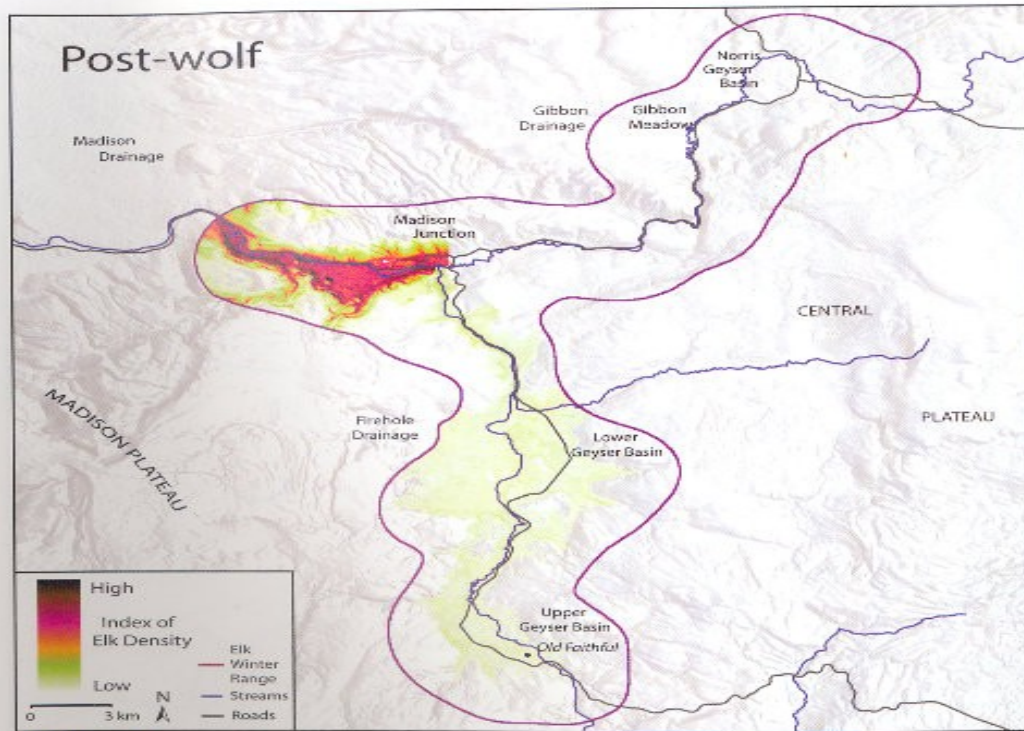 Post-wolf
Norris
Geyser
Basin
Gibbon
Drainage
Gibbon
Meadow
Madison
Drainage
Madison
Junction
CENTRAL
MADISON PLATEAU
PLATEAU
Firehole
Drainage
Lower
Geyser Basin
Upper
Geyser Basin
Old Faithful
High
Index of
Elk Density
Low
N
0 3 km
Elk
Winter
Range
Streams
Roads